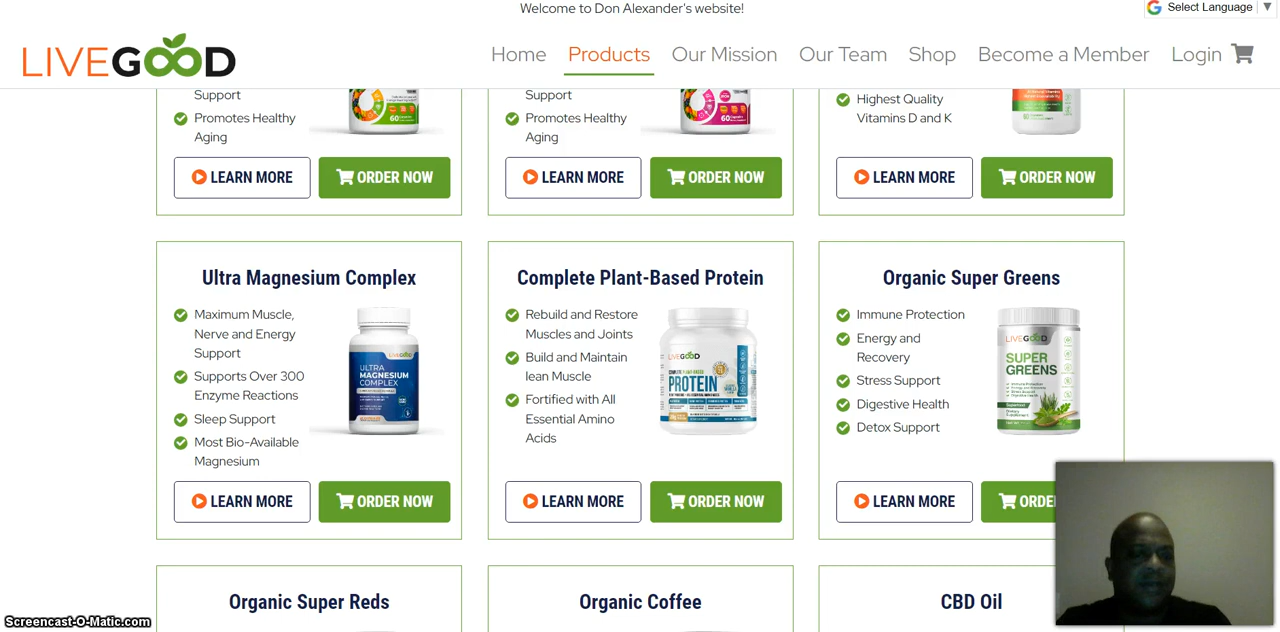 Welcome to Don Alexander's website!
Select Language ▼
LIVEGOOD
Home Products Our Mission Our Team Shop Become a Member Login
Support
Promotes Healthy
Aging
60
LEARN MORE ORDER NOW
Support
Promotes Healthy
Aging
60
LEARN MORE ORDER NOW
Highest Quality
Vitamins D and K
LEARN MORE ORDER NOW
Ultra Magnesium Complex
Maximum Muscle,
Nerve and Energy
Support
Supports Over 300
Enzyme Reactions
Sleep Support
Most Bio-Available
Magnesium
LIVEGOOD
ULTRA
MAGNESIUM
COMPLEX
LEARN MORE ORDER NOW
Complete Plant-Based Protein
Rebuild and Restore
Muscles and Joints
Build and Maintain
lean Muscle
Fortified with All
Essential Amino
Acids
LIVEGOOD
COMPLETE PLANT-BASED
PROTEIN
LEARN MORE ORDER NOW
Organic Super Greens
Immune Protection
Energy and
Recovery
Stress Support
Digestive Health
Detox Support
LIVEGOOD
SUPER
GREENS
LEARN MORE ORDE
Organic Super Reds
Organic Coffee
CBD Oil
Screencast-O-Matic.com